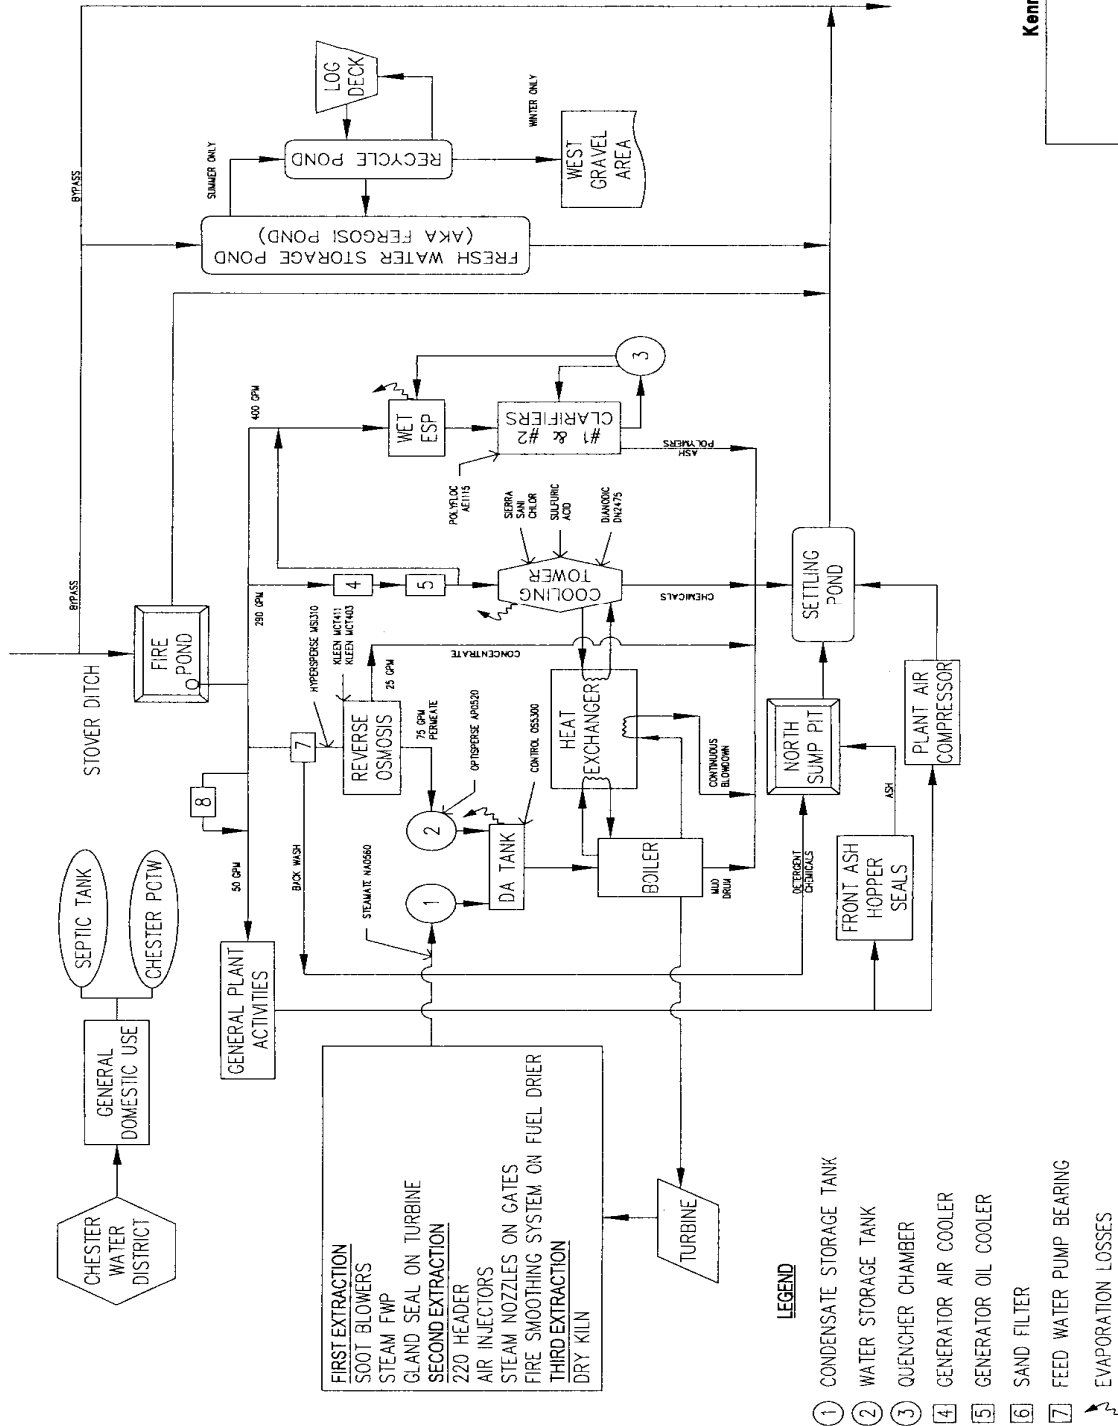 Kenn
BYPASS
BYPASS
STOVER DITCH
FIRE
POND
LOG
DECK
SUMMER ONLY
RECYCLE POND
WINTER ONLY
WEST
GRAVEL
AREA
FRESH WATER STORAGE POND
(AKA FERGOSI POND)
SEPTIC TANK
CHESTER PCTW
GENERAL
DOMESTIC USE
CHESTER
WATER
DISTRICT
8
50 GPM
290 GPM
400 GPM
GENERAL PLANT
ACTIVITIES
BACK WASH
7
HYPERSPERSE MSI310
KLEEN MCT411
KLEEN MCT403
REVERSE
OSMOSIS
25 GPM
75 GPM
PERMEATE
CONCENTRATE
4
5
WET
ESP
#1 & #2
CLARIFIERS
3
POLYFLOC
AE1115
ASH
POLYMERS
COOLING
TOWER
SIERRA
SANI
CHLOR
SULFURIC
ACID
DIANODIC
DN2475
CHEMICALS
STEAMATE NA0560
1
2
OPTISPERSE AP0520
CONTROL OS5300
DA TANK
BOILER
HEAT
EXCHANGER
CONTINUOUS
BLOWDOWN
MUD
DRUM
DETERGENT
CHEMICALS
NORTH
SUMP PIT
SETTLING
POND
ASH
FRONT ASH
HOPPER
SEALS
PLANT AIR
COMPRESSOR
FIRST EXTRACTION
SOOT BLOWERS
STEAM FWP
GLAND SEAL ON TURBINE
SECOND EXTRACTION
220 HEADER
AIR INJECTORS
STEAM NOZZLES ON GATES
FIRE SMOOTHING SYSTEM ON FUEL DRIER
THIRD EXTRACTION
DRY KILN
TURBINE
LEGEND
1 CONDENSATE STORAGE TANK
2 WATER STORAGE TANK
3 QUENCHER CHAMBER
4 GENERATOR AIR COOLER
5 GENERATOR OIL COOLER
6 SAND FILTER
7 FEED WATER PUMP BEARING
EVAPORATION LOSSES